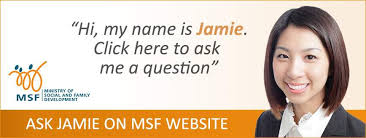 “Hi, my name is Jamie.
Click here to ask
me a question”
MSF
MINISTRY OF
SOCIAL AND FAMILY
DEVELOPMENT
ASK JAMIE ON MSF WEBSITE